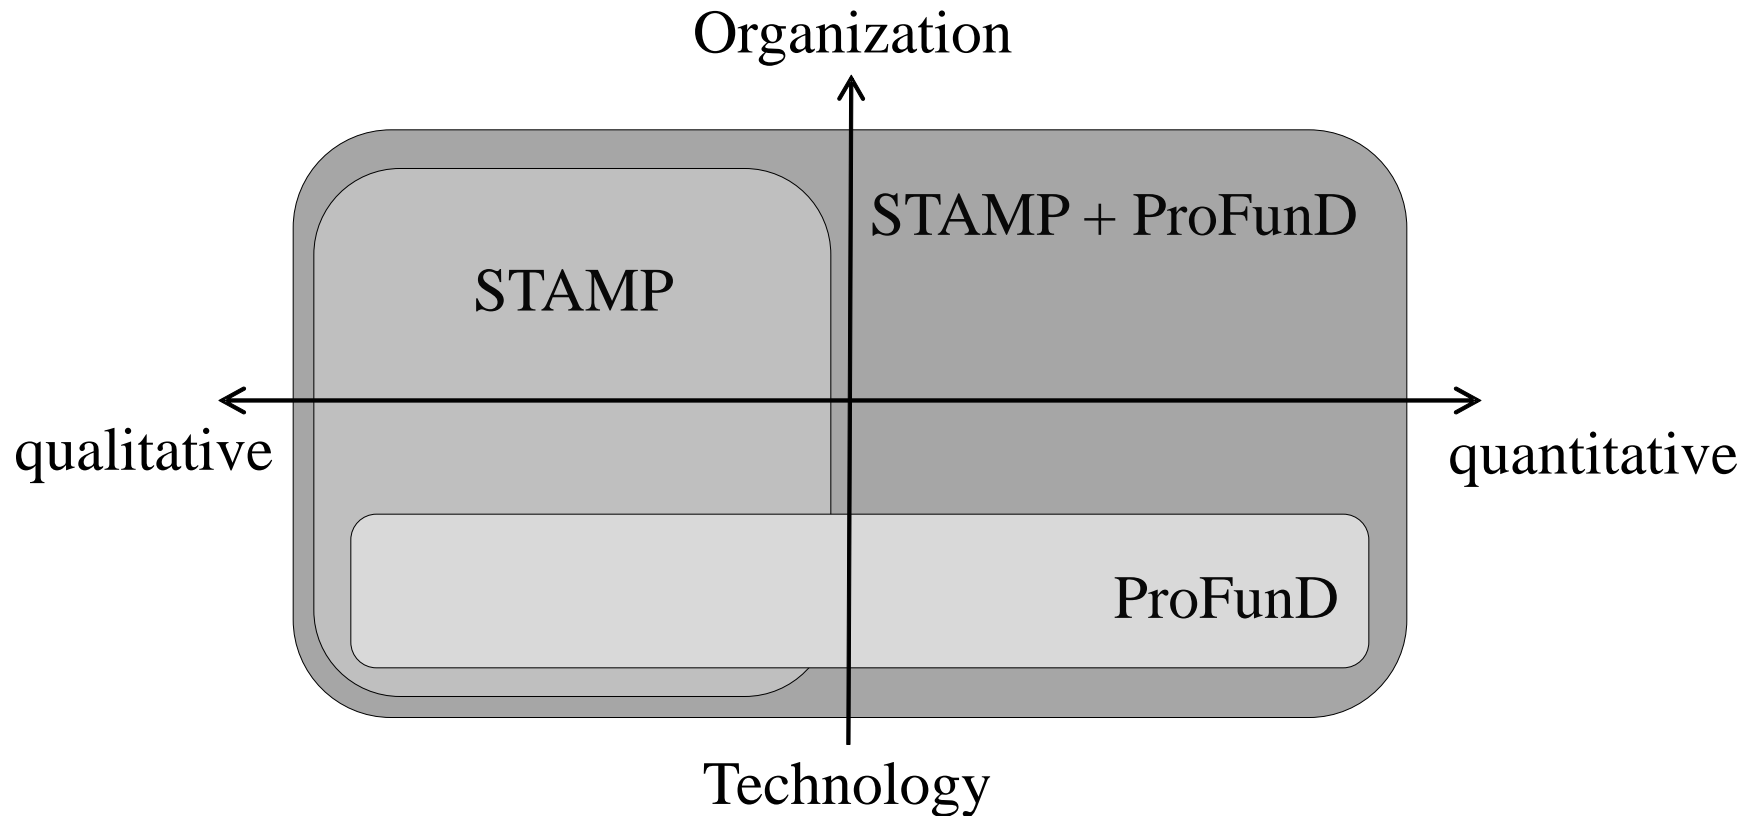 Organization
STAMP + ProFunD
STAMP
qualitative
quantitative
ProFunD
Technology